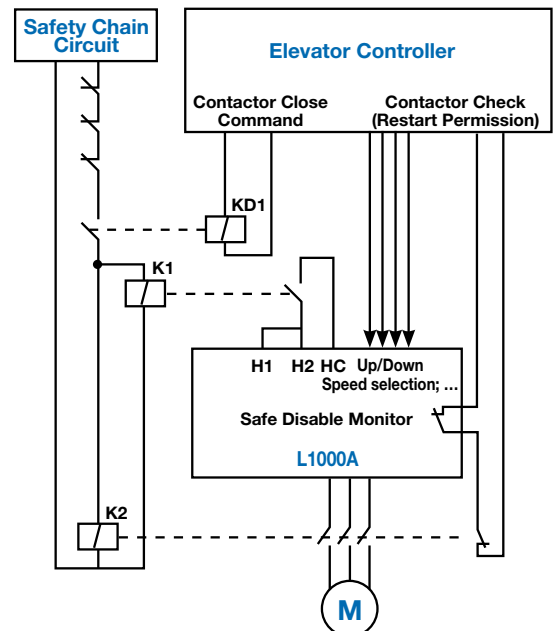 Safety Chain
Circuit
Elevator Controller
Contactor Close
Command
Contactor Check
(Restart Permission)
KD1
K1
H1 H2 HC Up/Down
Speed selection; ...
Safe Disable Monitor
L1000A
K2
M